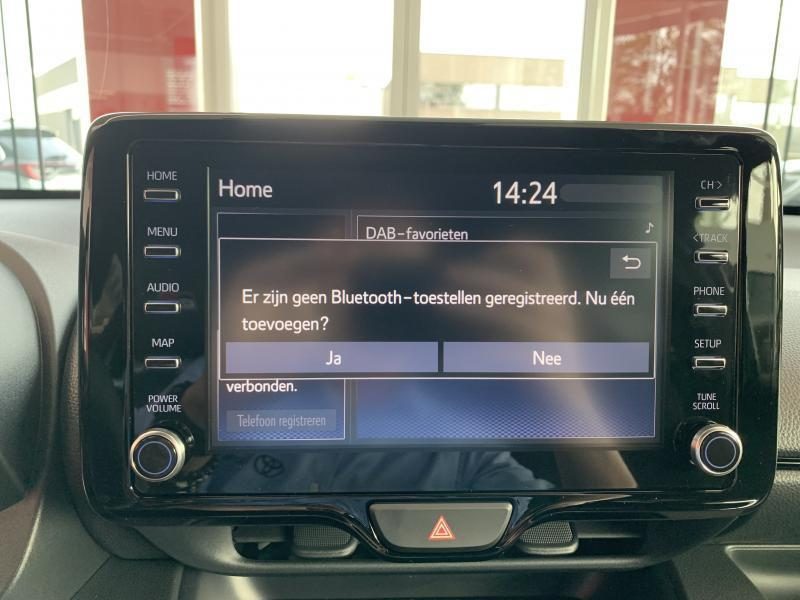 HOME
MENU
AUDIO
MAP
POWER
VOLUME
Home
14:24
DAB-favorieten
Er zijn geen Bluetooth-toestellen geregistreerd. Nu één
toevoegen?
Ja
Nee
verbonden.
Telefoon registreren
CH >
< TRACK
PHONE
SETUP
TUNE
SCROLL